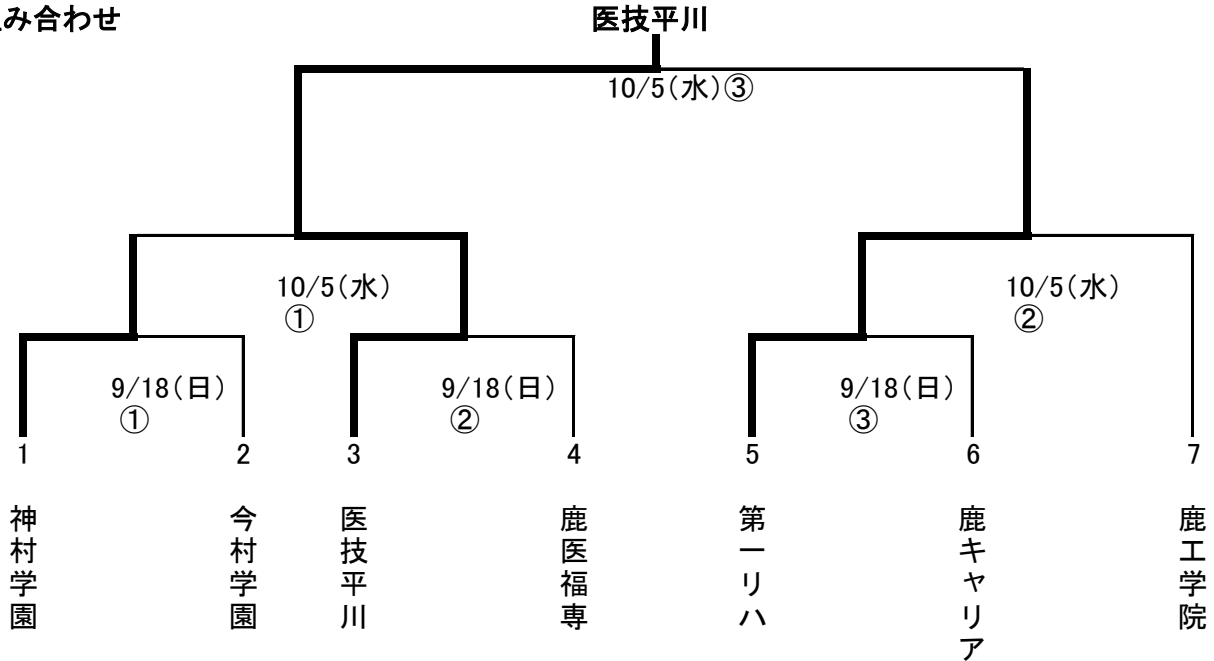 み合わせ
医技平川
10/5(水)③
10/5(水)
①
10/5(水)
②
9/18(日)
①
9/18(日)
②
9/18(日)
③
1
2
3
4
5
6
7
神村学園
今村学園
医技平川
鹿医福専
第一リハ
鹿キャリア
鹿工学院